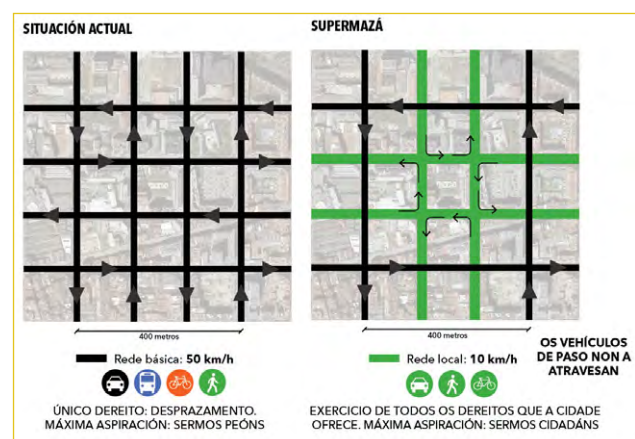 SITUACIÓN ACTUAL
400 metros
Rede básica: 50 km/h
ÚNICO DEREITO: DESPRAZAMENTO.
MÁXIMA ASPIRACIÓN: SERMOS PEÓNS
SUPERMAZÁ
400 metros
Rede local: 10 km/h
OS VEHÍCULOS
DE PASO NON A
ATRAVESAN
EXERCICIO DE TODOS OS DEREITOS QUE A CIDADE
OFRECE. MÁXIMA ASPIRACIÓN: SERMOS CIDADÁNS